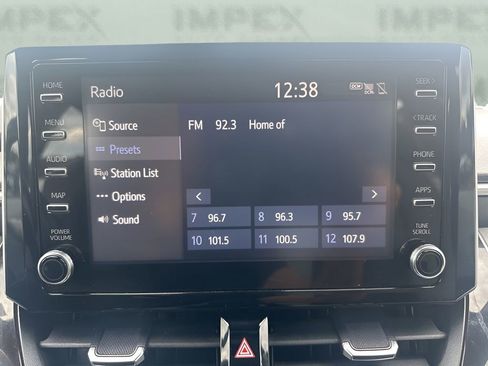 IMPEX IMPEX
HOME
Radio
12:38
DCM
SEEK >
Source
FM 92.3 Home of
MENU
< TRACK
Presets
AUDIO
Station List
PHONE
MAP
Options
< >
APPS
POWER
VOLUME
Sound
7 96.7 8 96.3 9 95.7
TUNE
SCROLL
10 101.5 11 100.5 12 107.9